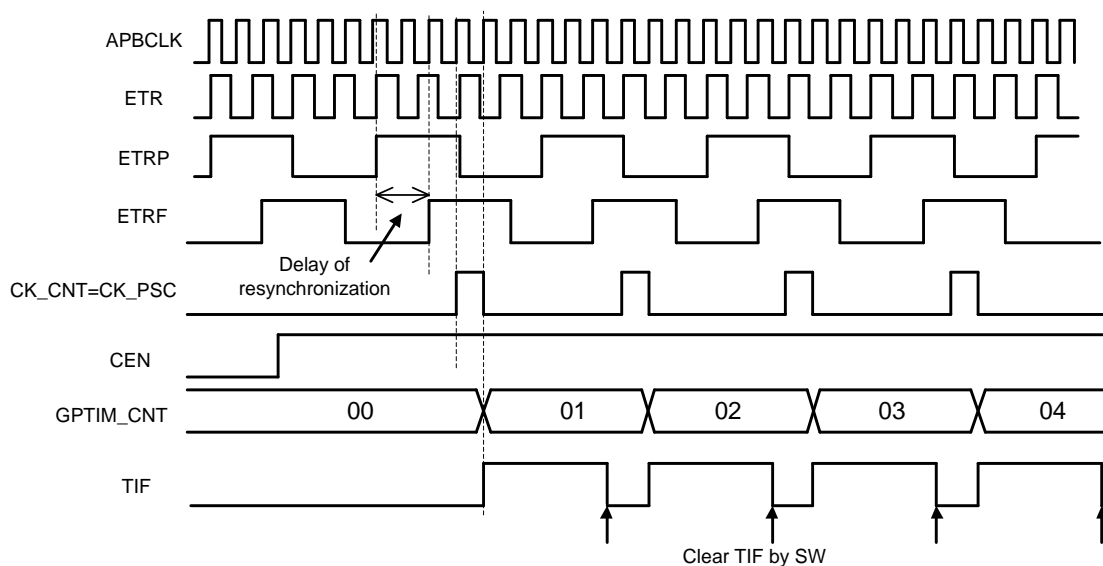 APBCLK
ETR
ETRP
ETRF
Delay of
resynchronization
CK_CNT=CK_PSC
CEN
GPTIM_CNT
00 01 02 03 04
TIF
Clear TIF by SW